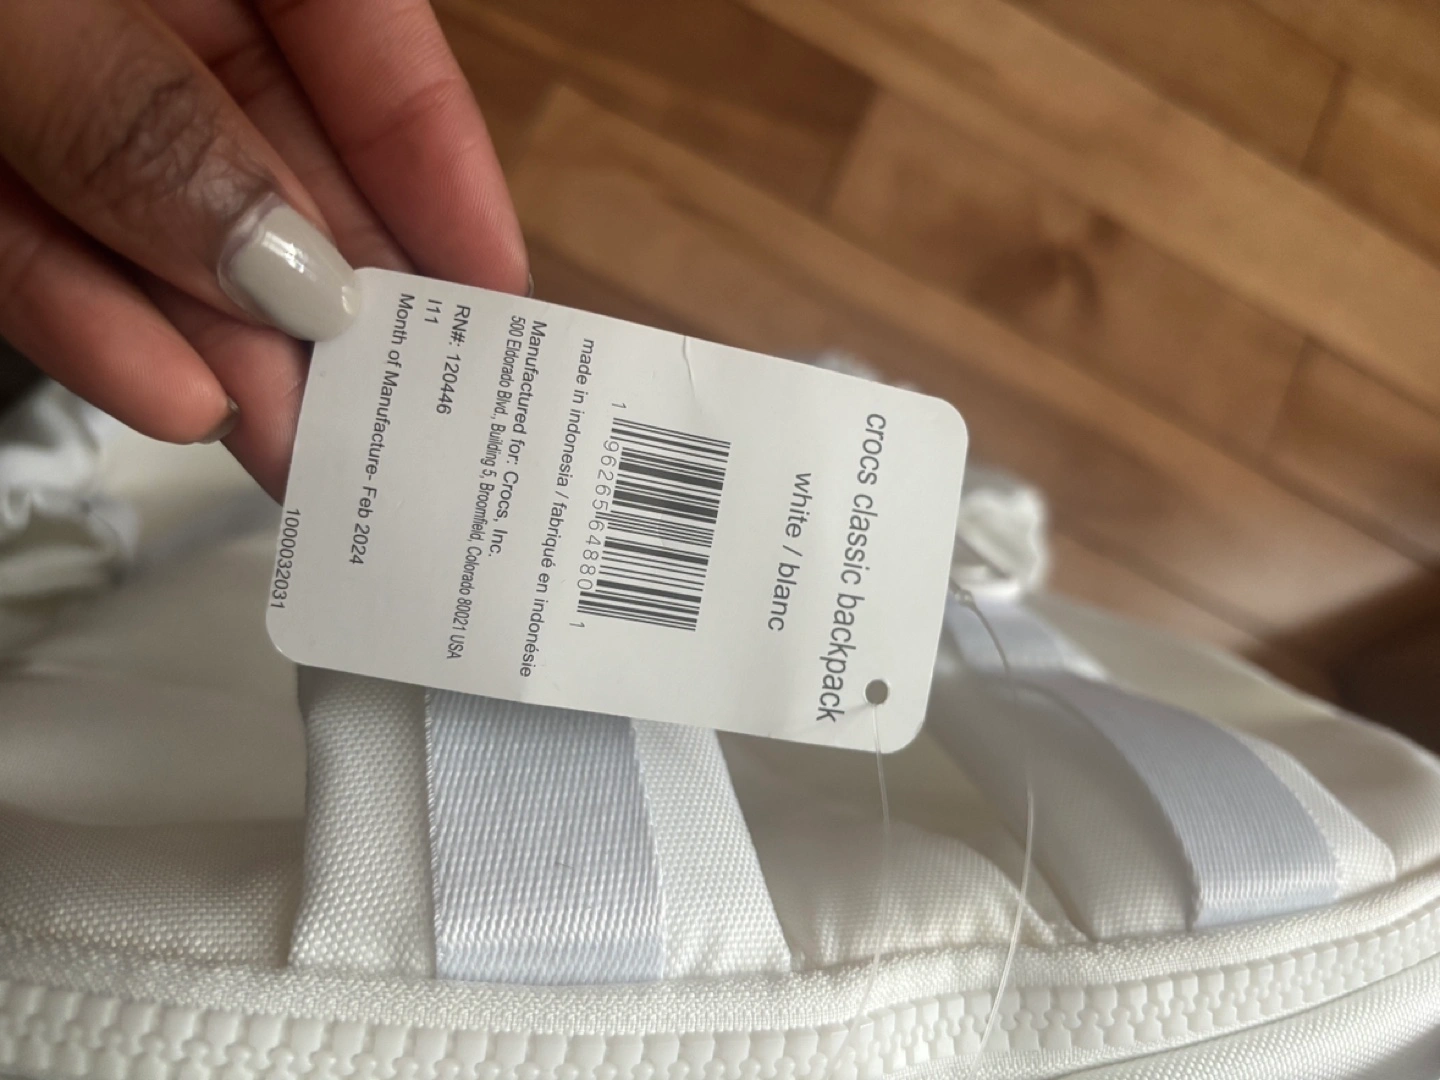 crocs classic backpack
white / blanc
1 96265 64880 1
made in indonesia / fabriqué en indonésie
Manufactured for: Crocs, Inc.
500 Eldorado Blvd., Building 5, Broomfield, Colorado 80021 USA
RN#: 120446
I11
Month of Manufacture- Feb 2024
1000032031